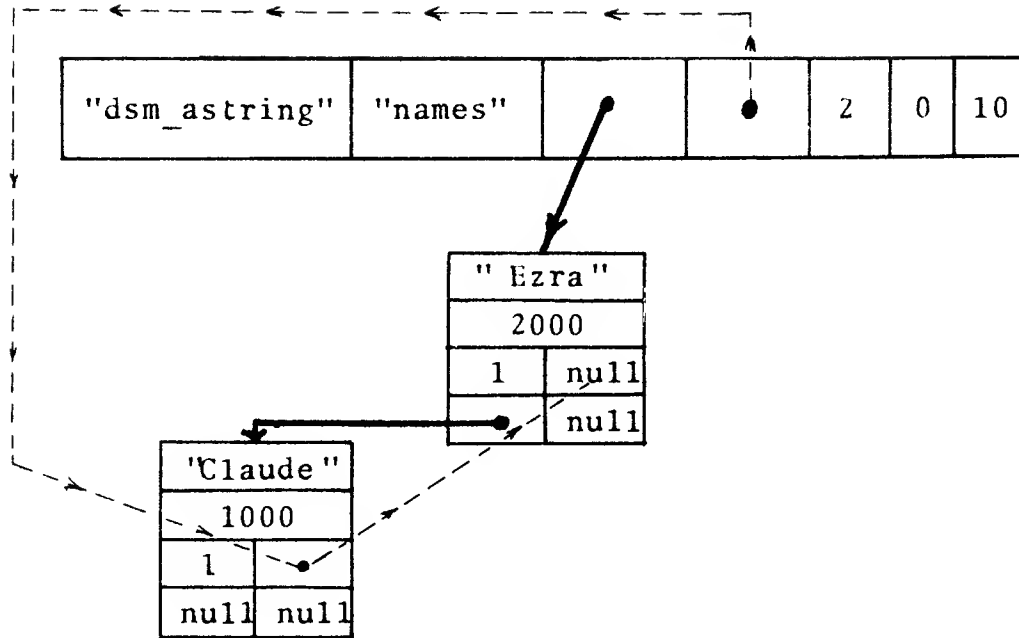 "dsm_astring" "names" 2 0 10
"Ezra"
2000
1 null
null
"Claude"
1000
1
null null